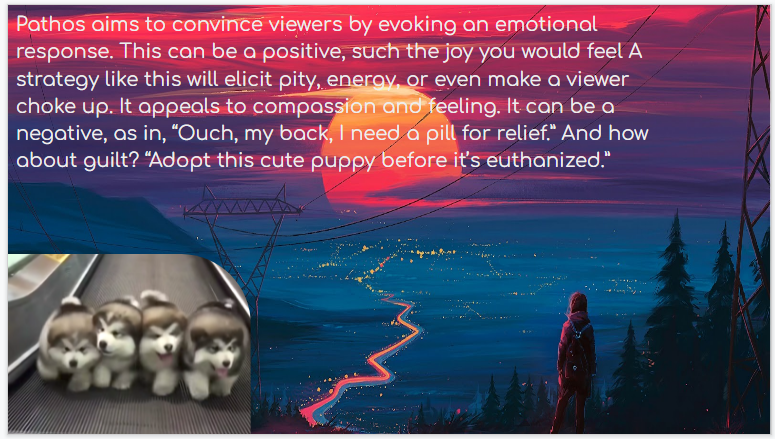 Pathos aims to convince viewers by evoking an emotional
response. This can be a positive, such the joy you would feel A
strategy like this will elicit pity, energy, or even make a viewer
choke up. It appeals to compassion and feeling. It can be a
negative, as in, “Ouch, my back, I need a pill for relief.” And how
about guilt? “Adopt this cute puppy before it’s euthanized.”